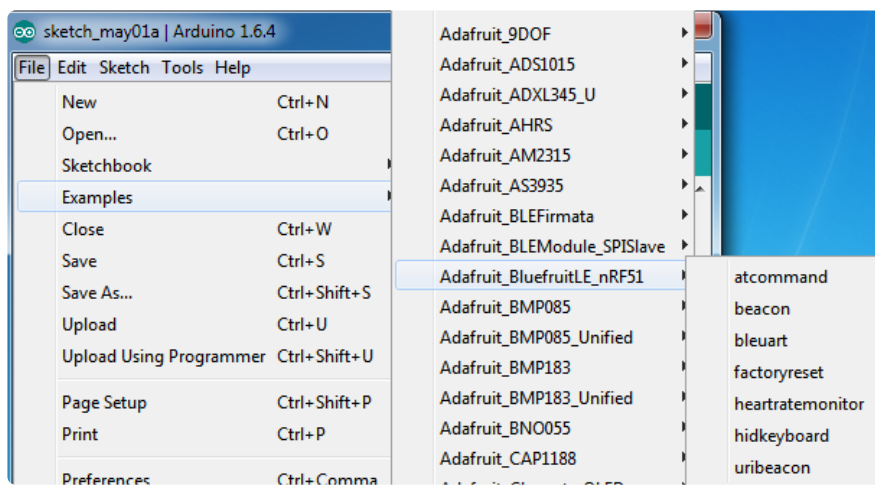 sketch_may01a | Arduino 1.6.4
File Edit Sketch Tools Help
New Ctrl+N
Open... Ctrl+O
Sketchbook
Examples
Close Ctrl+W
Save Ctrl+S
Save As... Ctrl+Shift+S
Upload Ctrl+U
Upload Using Programmer Ctrl+Shift+U
Page Setup Ctrl+Shift+P
Print Ctrl+P
Preferences Ctrl+Comma
Adafruit_9DOF
Adafruit_ADS1015
Adafruit_ADXL345_U
Adafruit_AHRS
Adafruit_AM2315
Adafruit_AS3935
Adafruit_BLEFirmata
Adafruit_BLEModule_SPISlave
Adafruit_BluefruitLE_nRF51
Adafruit_BMP085
Adafruit_BMP085_Unified
Adafruit_BMP183
Adafruit_BMP183_Unified
Adafruit_BNO055
Adafruit_CAP1188
atcommand
beacon
bleuart
factoryreset
heartratemonitor
hidkeyboard
uribeacon